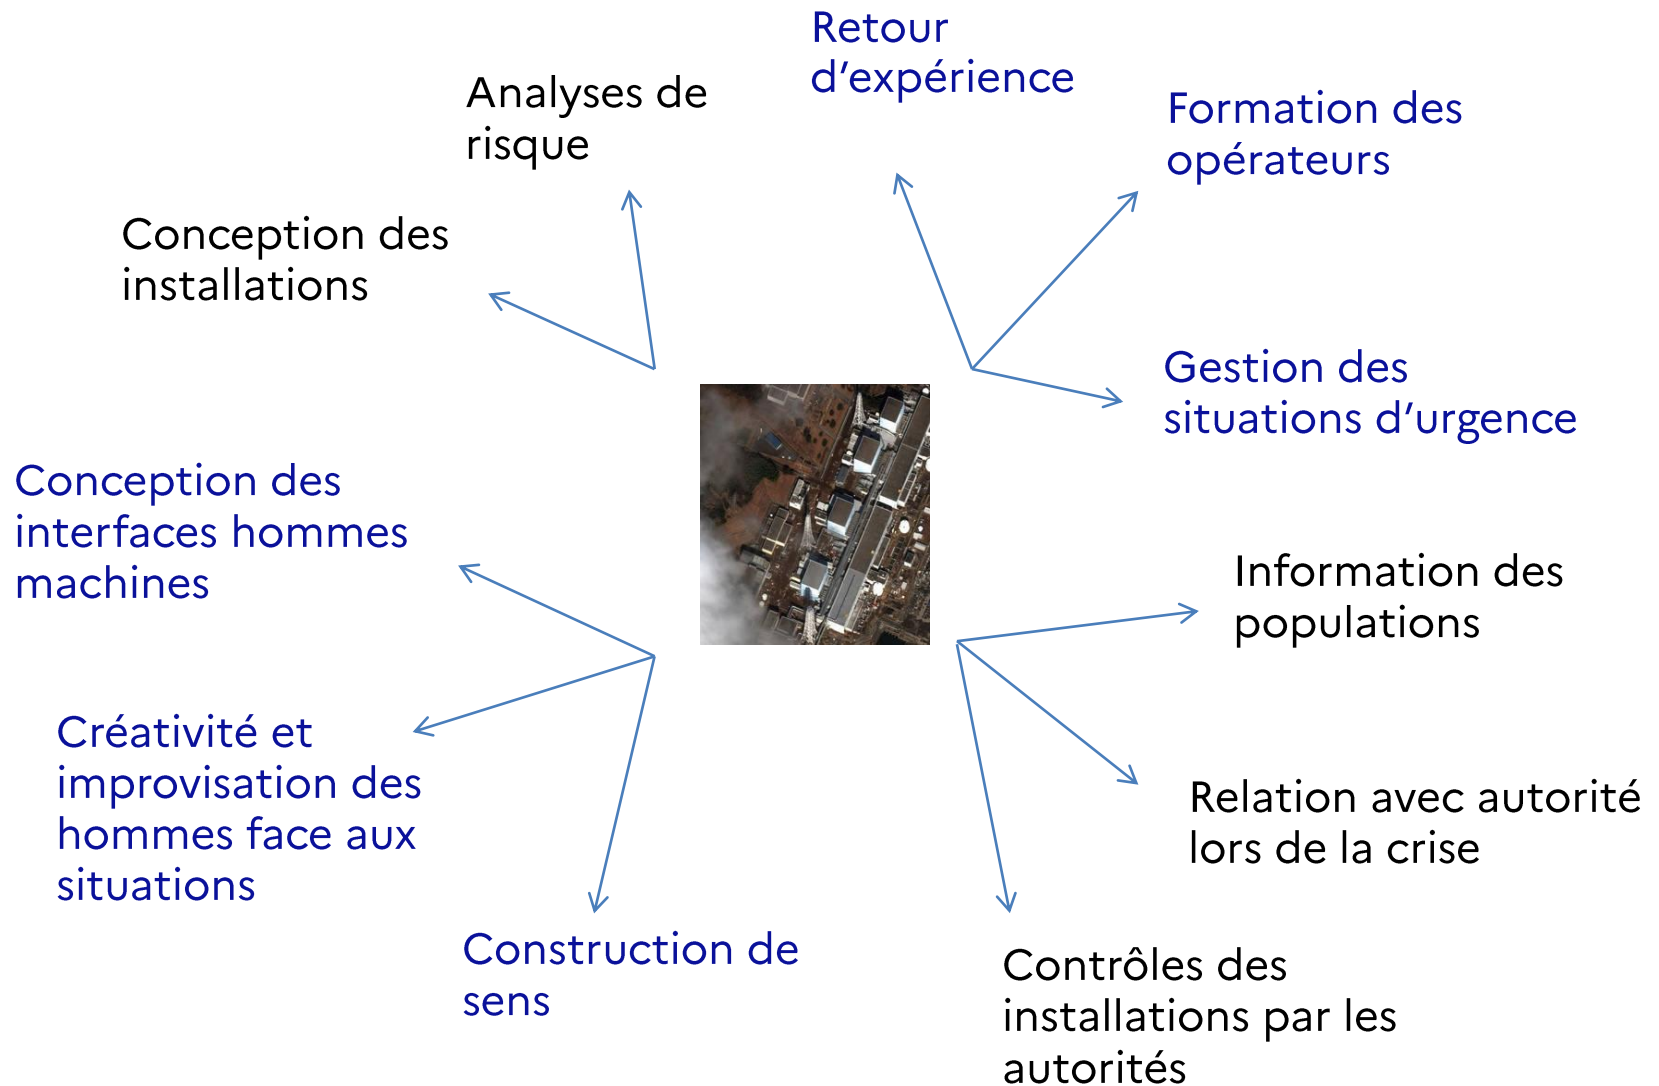 Retour
d’expérience
Analyses de
risque
Formation des
opérateurs
Conception des
installations
Gestion des
situations d’urgence
Conception des
interfaces hommes
machines
Information des
populations
Créativité et
improvisation des
hommes face aux
situations
Relation avec autorité
lors de la crise
Construction de
sens
Contrôles des
installations par les
autorités